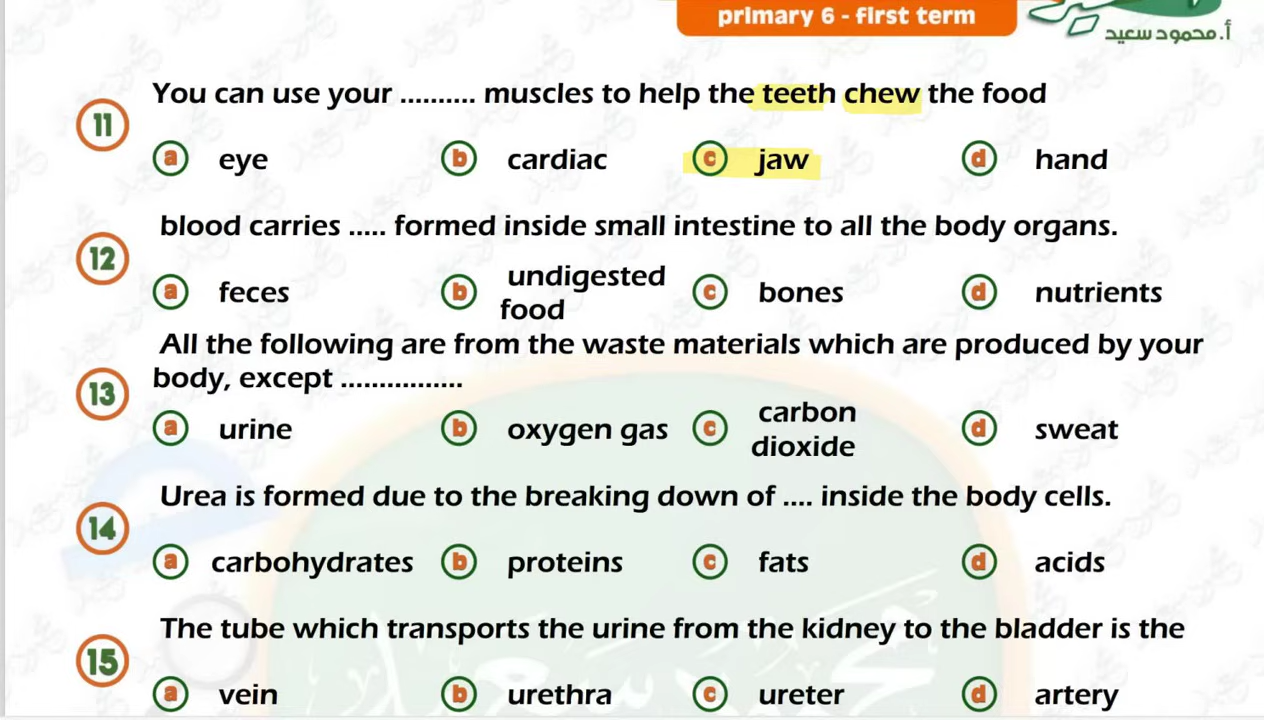 primary 6 - first term
أ.محمود سعيد
11 You can use your .......... muscles to help the teeth chew the food
a eye b cardiac c jaw d hand
12 blood carries ..... formed inside small intestine to all the body organs.
a feces b undigested food c bones d nutrients
13 All the following are from the waste materials which are produced by your
body, except ................
a urine b oxygen gas c carbon dioxide d sweat
14 Urea is formed due to the breaking down of .... inside the body cells.
a carbohydrates b proteins c fats d acids
15 The tube which transports the urine from the kidney to the bladder is the
a vein b urethra c ureter d artery